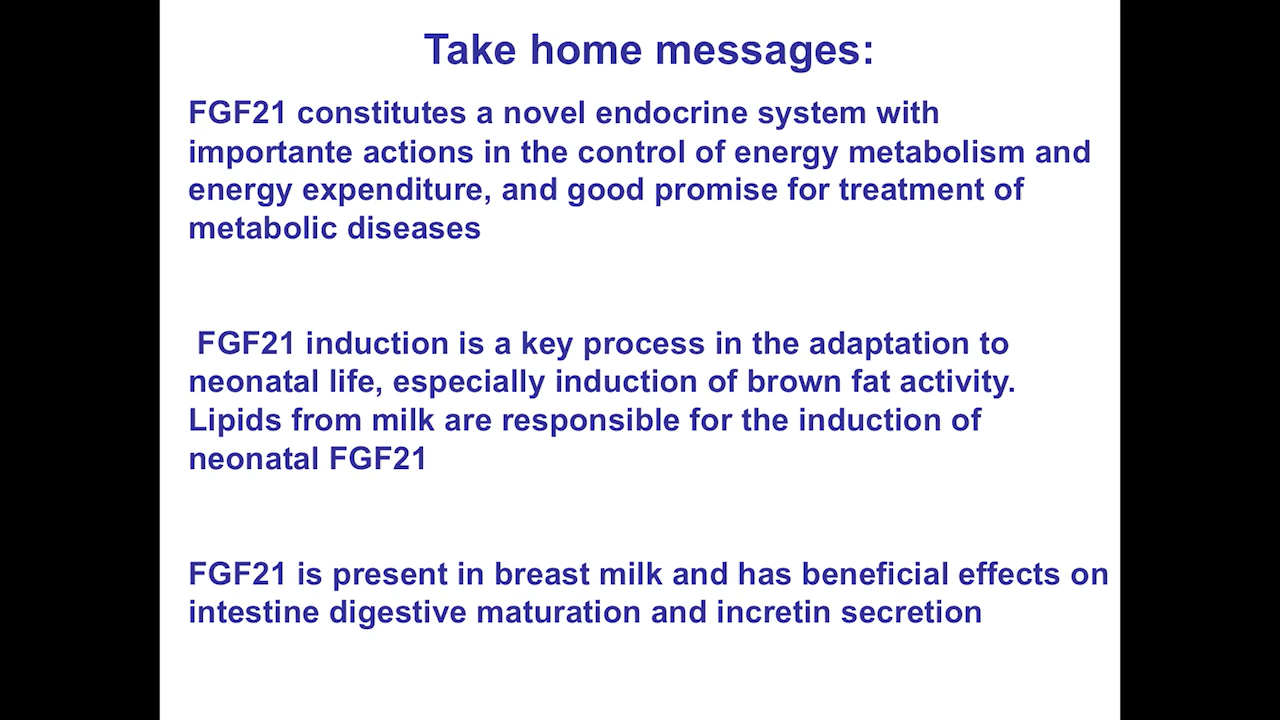 Take home messages:
FGF21 constitutes a novel endocrine system with
importante actions in the control of energy metabolism and
energy expenditure, and good promise for treatment of
metabolic diseases
FGF21 induction is a key process in the adaptation to
neonatal life, especially induction of brown fat activity.
Lipids from milk are responsible for the induction of
neonatal FGF21
FGF21 is present in breast milk and has beneficial effects on
intestine digestive maturation and incretin secretion